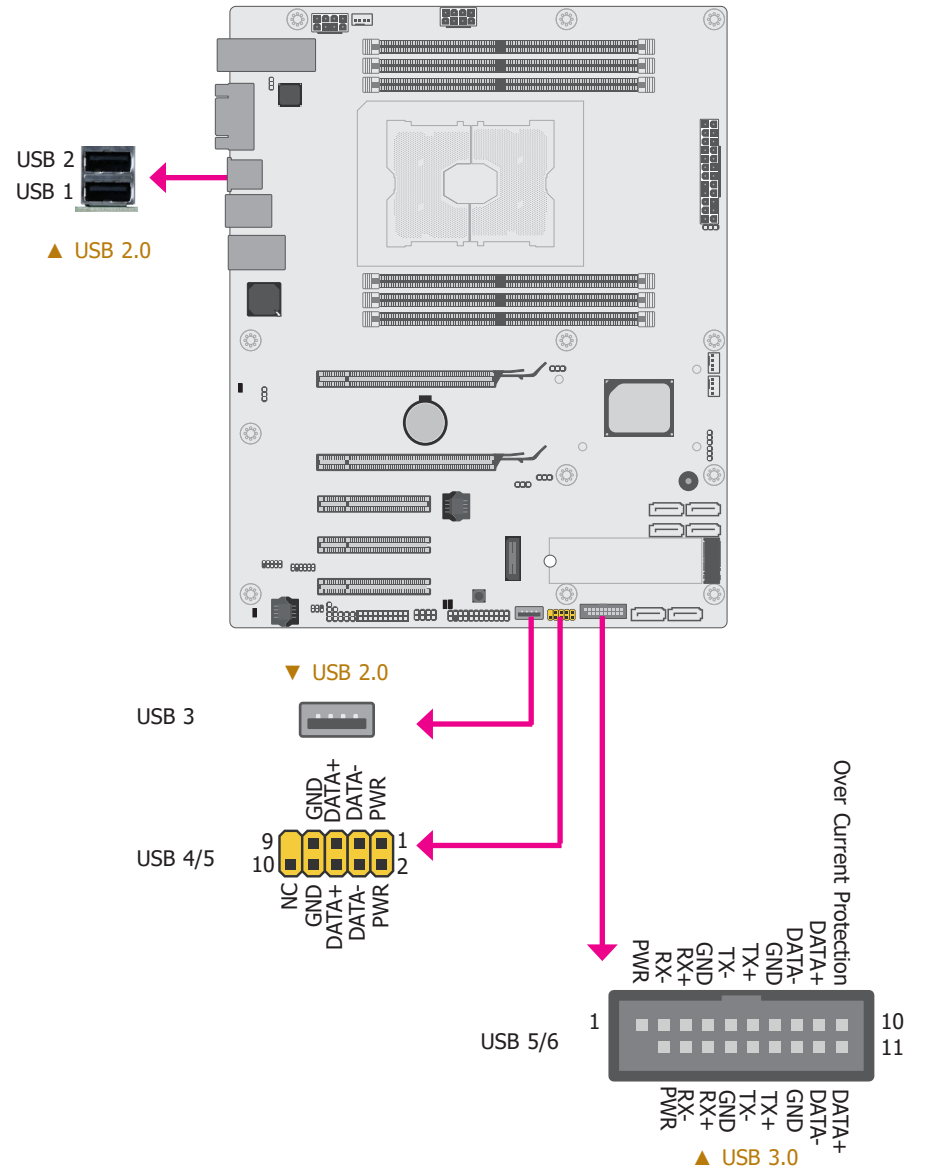 USB 2
USB 1
▲ USB 2.0
▼ USB 2.0
USB 3
GND
DATA+
DATA-
PWR
9
1
USB 4/5
10
2
NC
GND
DATA+
DATA-
PWR
PWR
RX-
RX+
GND
TX-
TX+
GND
DATA-
DATA+
Over Current Protection
1
10
USB 5/6
11
PWR
RX-
RX+
GND
TX-
TX+
GND
DATA-
DATA+
▲ USB 3.0